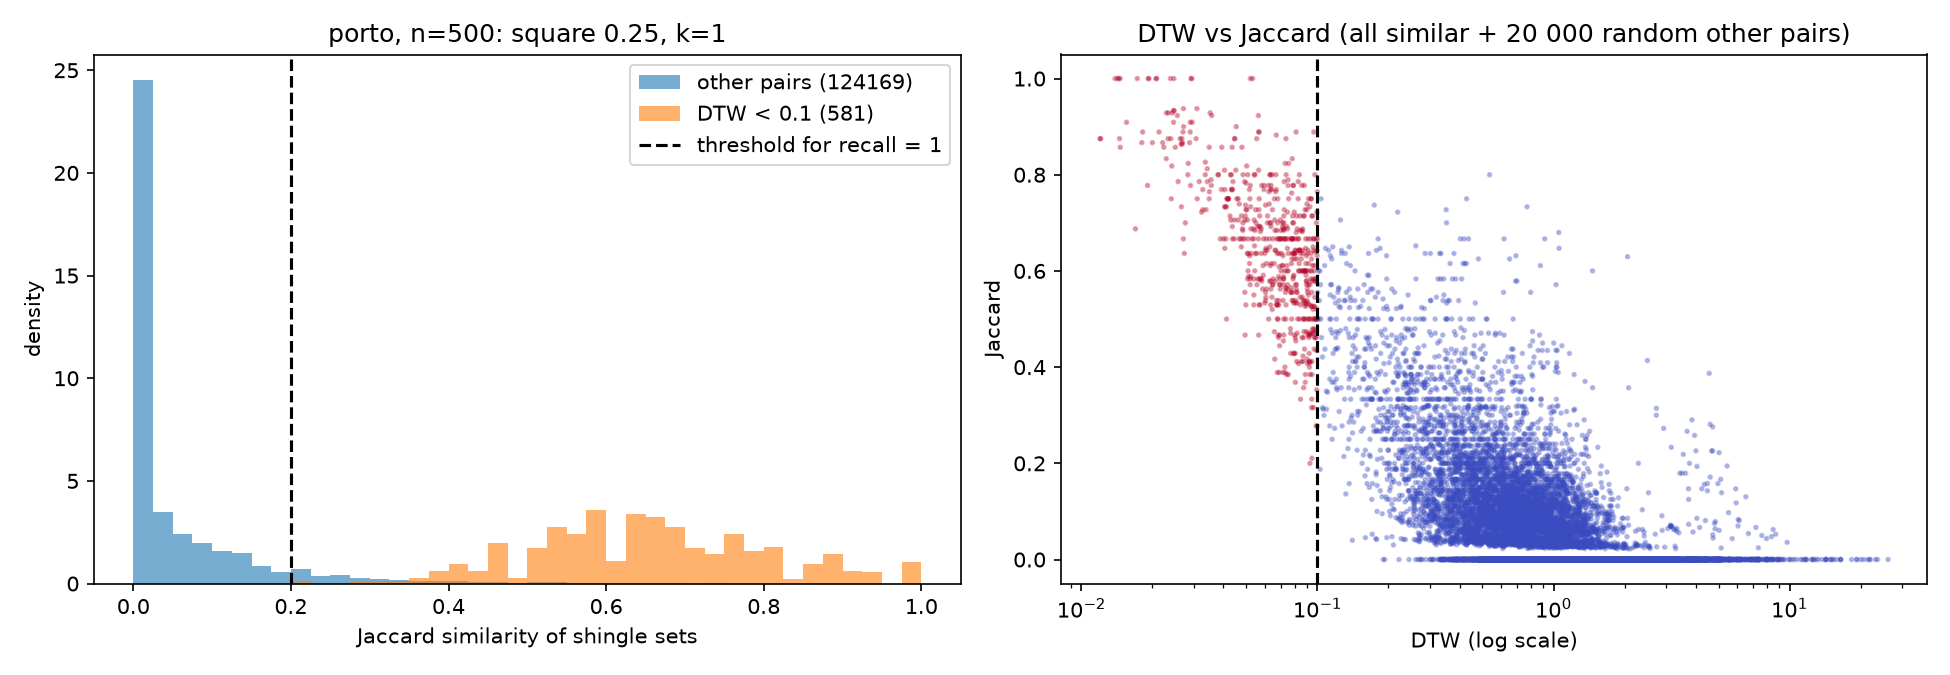 porto, n=500: square 0.25, k=1
25
20
15
10
5
0
density
0.0 0.2 0.4 0.6 0.8 1.0
Jaccard similarity of shingle sets
other pairs (124169)
DTW < 0.1 (581)
threshold for recall = 1
DTW vs Jaccard (all similar + 20 000 random other pairs)
1.0
0.8
0.6
0.4
0.2
0.0
Jaccard
10⁻² 10⁻¹ 10⁰ 10¹
DTW (log scale)